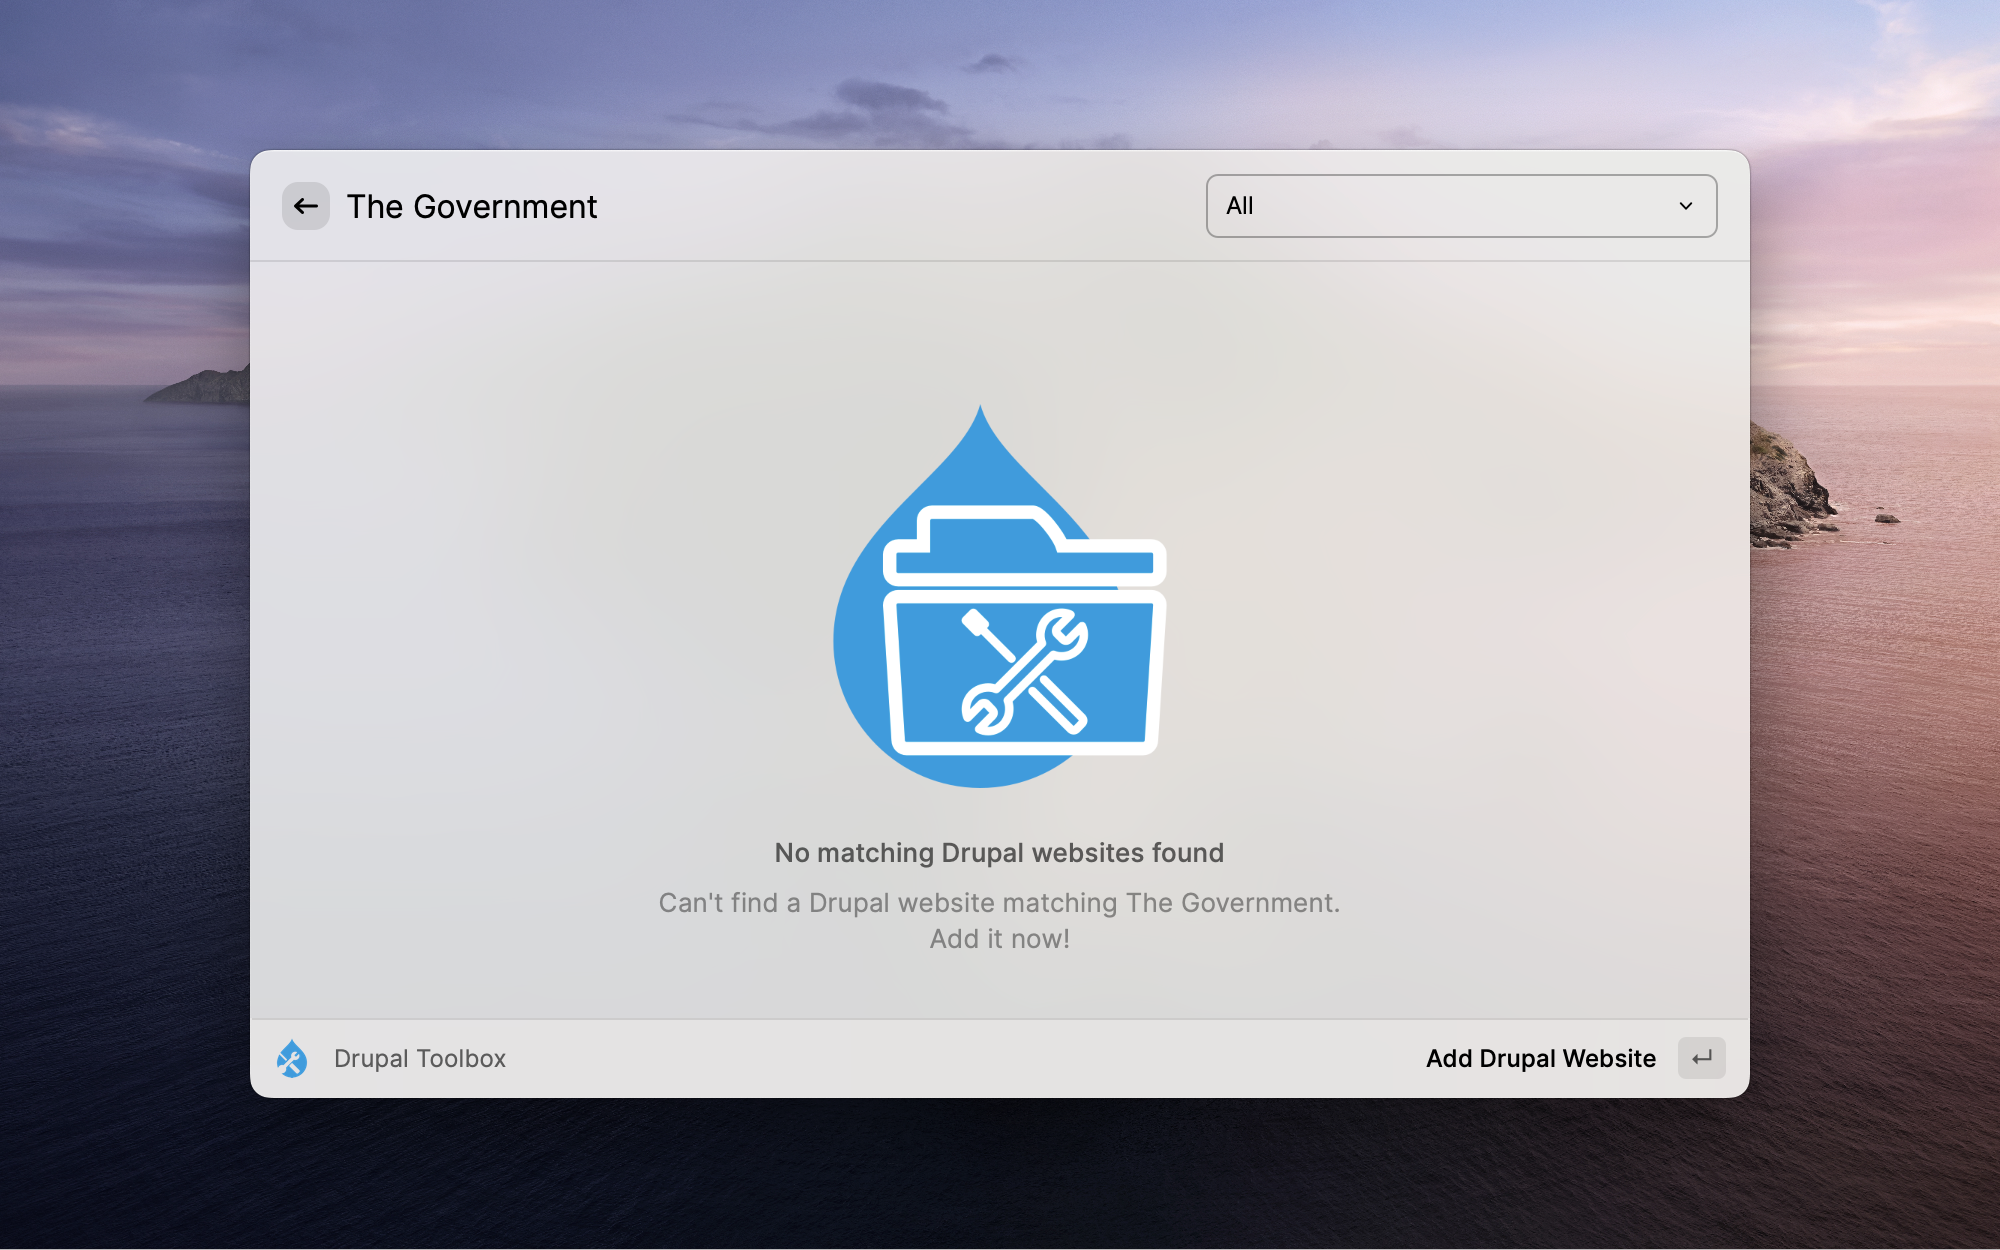 The Government
All
No matching Drupal websites found
Can't find a Drupal website matching The Government.
Add it now!
Drupal Toolbox
Add Drupal Website